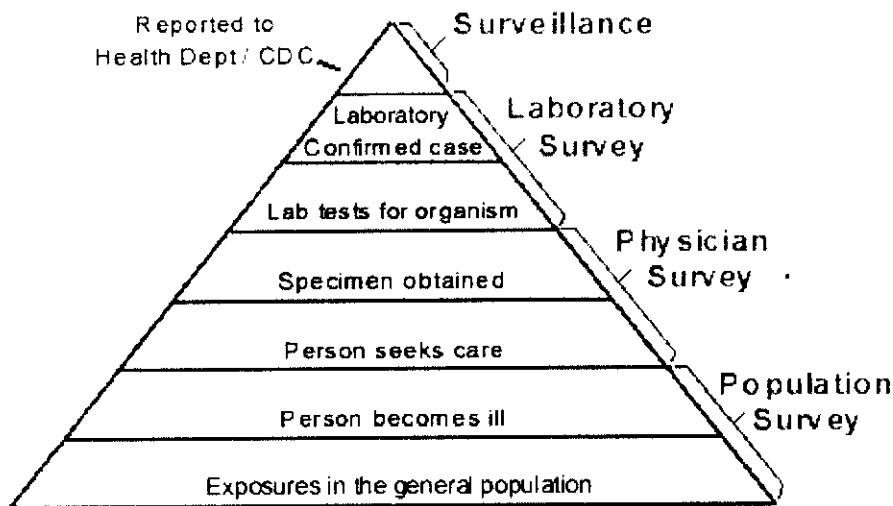 Reported to
Health Dept / CDC
Surveillance
Laboratory
Confirmed case
Laboratory
Survey
Lab tests for organism
Specimen obtained
Physician
Survey
Person seeks care
Person becomes ill
Population
Survey
Exposures in the general population